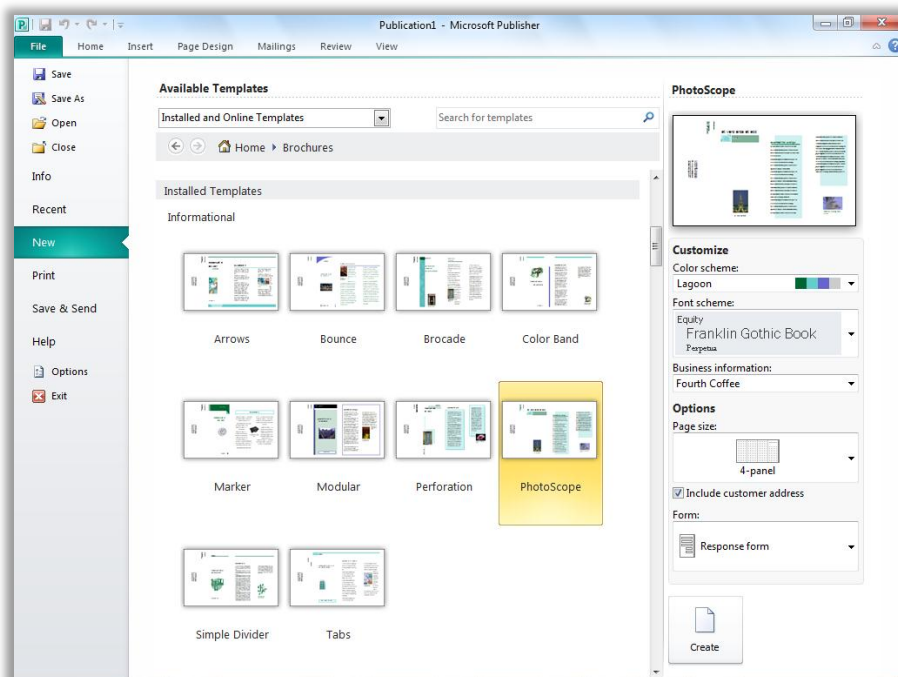 Publication1 - Microsoft Publisher
File Home Insert Page Design Mailings Review View
Save
Save As
Open
Close
Info
Recent
New
Print
Save & Send
Help
Options
Exit
Available Templates
Installed and Online Templates
Search for templates
Home Brochures
Installed Templates
Informational
Arrows Bounce Brocade Color Band
Marker Modular Perforation PhotoScope
Simple Divider Tabs
PhotoScope
Customize
Color scheme:
Lagoon
Font scheme:
Equity
Franklin Gothic Book
Perpetua
Business information:
Fourth Coffee
Options
Page size:
4-panel
Include customer address
Form:
Response form
Create